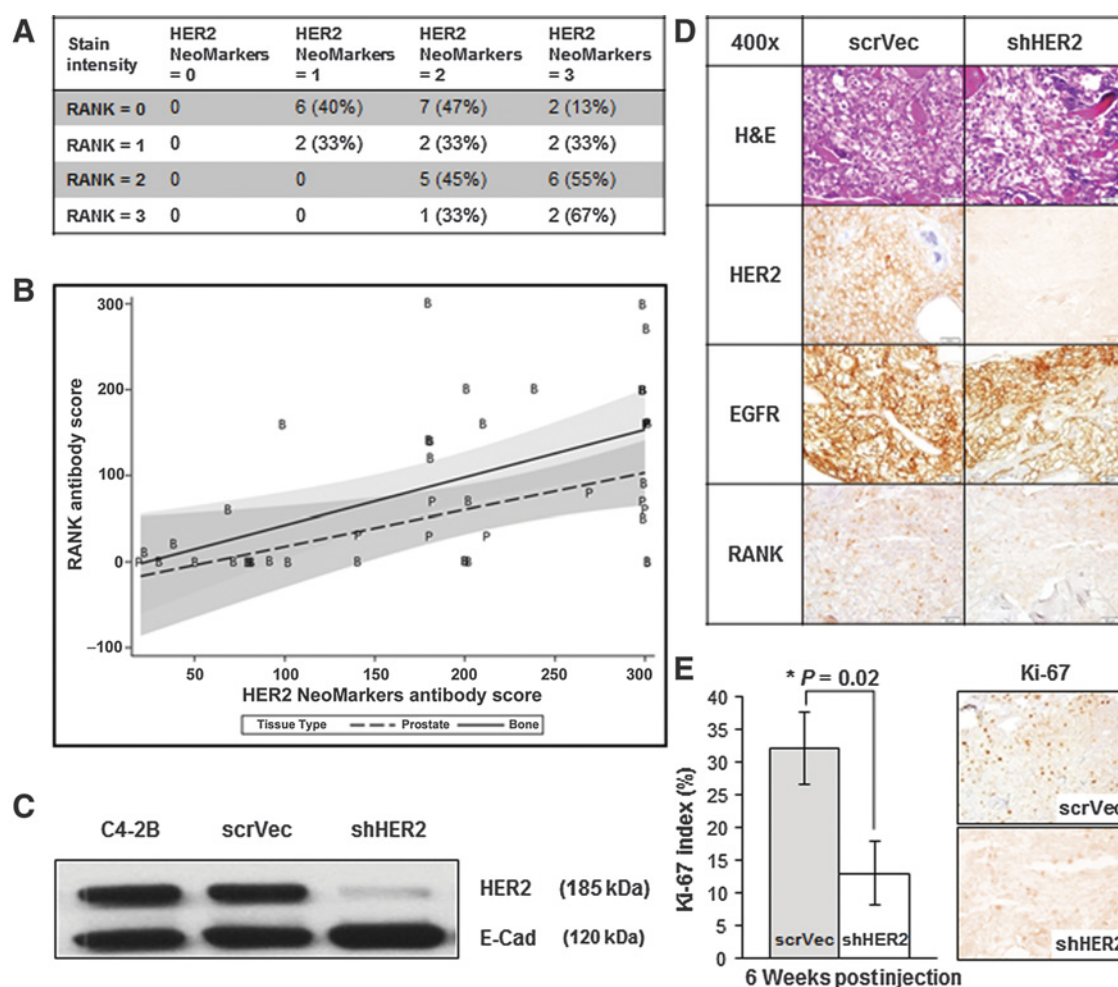 A
Stain intensity | HER2 NeoMarkers = 0 | HER2 NeoMarkers = 1 | HER2 NeoMarkers = 2 | HER2 NeoMarkers = 3
RANK = 0 | 0 | 6 (40%) | 7 (47%) | 2 (13%)
RANK = 1 | 0 | 2 (33%) | 2 (33%) | 2 (33%)
RANK = 2 | 0 | 0 | 5 (45%) | 6 (55%)
RANK = 3 | 0 | 0 | 1 (33%) | 2 (67%)
B
RANK antibody score
300
200
100
0
−100
50 100 150 200 250 300
HER2 NeoMarkers antibody score
Tissue Type Prostate Bone
C
C4-2B scrVec shHER2
HER2 (185 kDa)
E-Cad (120 kDa)
D
400x scrVec shHER2
H&E
HER2
EGFR
RANK
E
* P = 0.02
Ki-67 index (%)
40
35
30
25
20
15
10
5
0
scrVec shHER2
6 Weeks postinjection
Ki-67
scrVec
shHER2